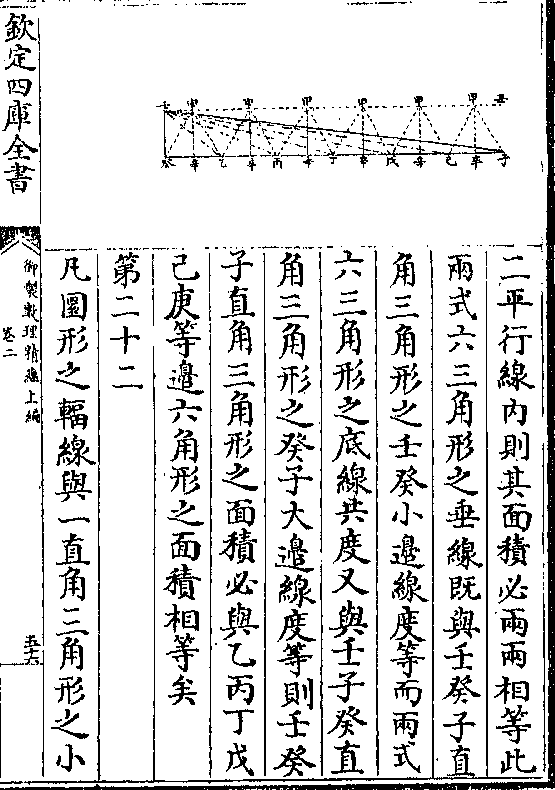 二平行線内則其面積必兩兩相等此
兩式六三角形之垂線既與壬癸子直
角三角形之壬癸小邊線度等而兩式
六三角形之底線共度又與壬子癸直
角三角形之癸子大邊線度等則壬癸
子直角三角形之面積必與乙丙丁戊
己庚等邊六角形之面積相等矣
第二十二
凡圜形之輻線與一直角三角形之小
欽定四庫全書
御製數理精蘊上編
卷二
五十六
甲 甲 甲 甲 甲 甲 丑
癸 辛 乙 辛 丙 辛 辛 戊 辛 己 辛 子